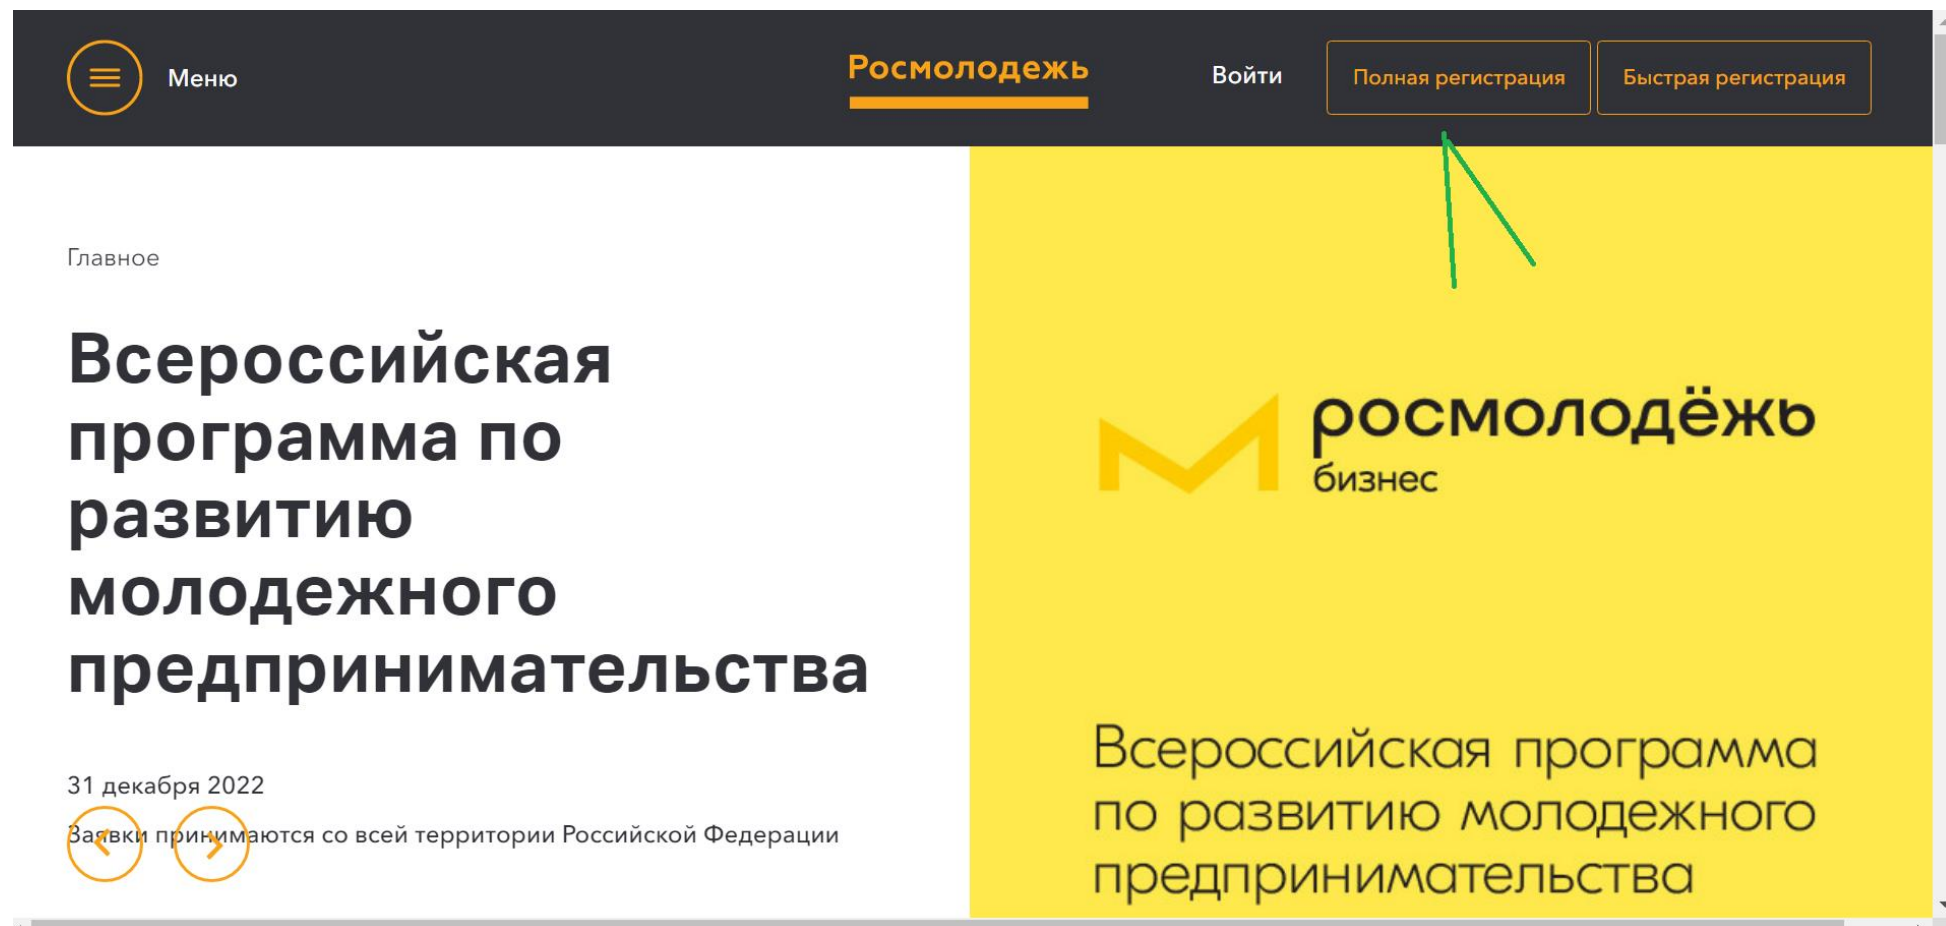 Меню
Росмолодежь
Войти
Полная регистрация
Быстрая регистрация
Главное
Всероссийская
программа по
развитию
молодежного
предпринимательства
31 декабря 2022
Заявки принимаются со всей территории Российской Федерации
росмолодёжь
бизнес
Всероссийская программа
по развитию молодежного
предпринимательства